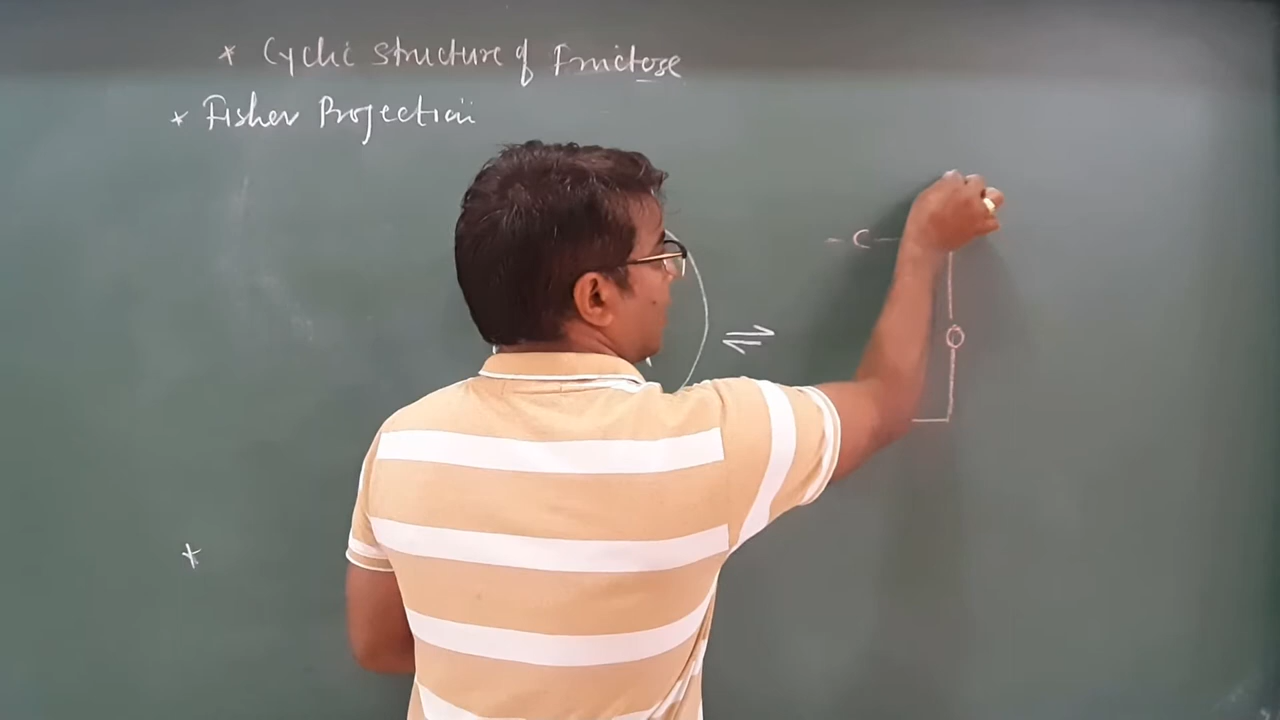 * Cyclic structure of Fructose
* Fisher Projection
- C -
⇌
O
*